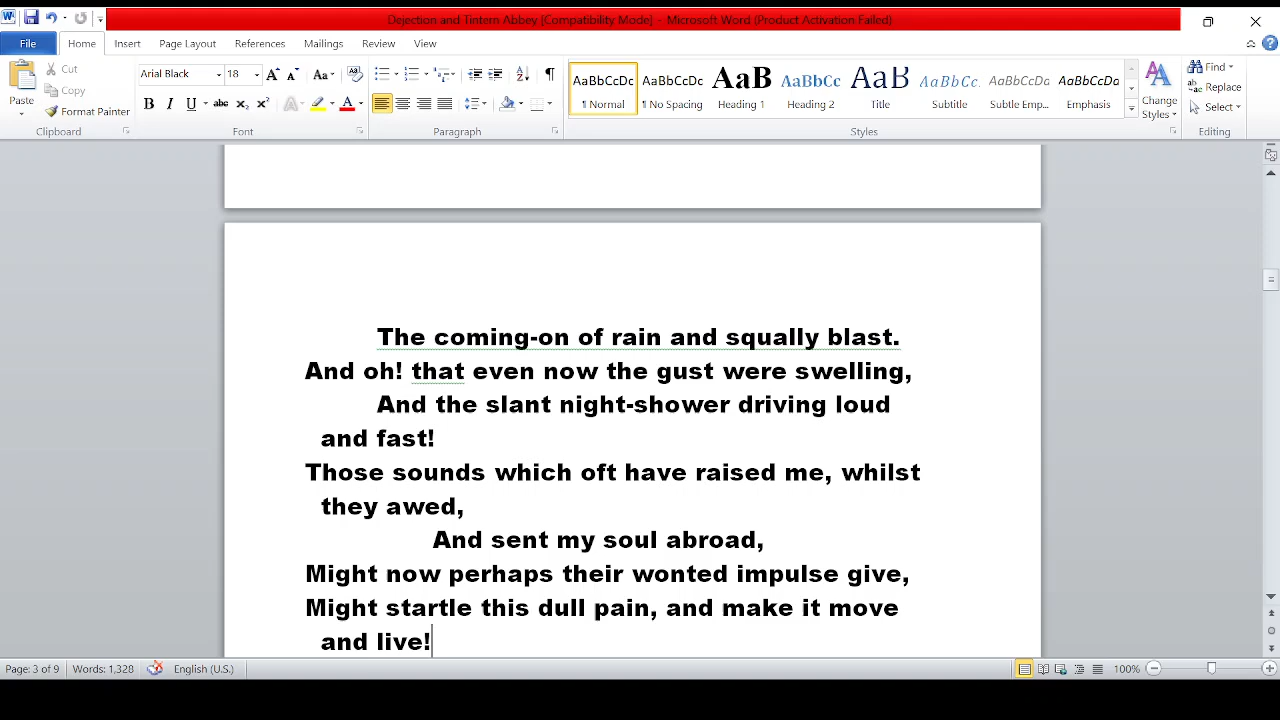 Dejection and Tintern Abbey [Compatibility Mode] - Microsoft Word (Product Activation Failed)
File Home Insert Page Layout References Mailings Review View
Paste Cut Copy Format Painter
Arial Black 18
AaBbCcDc AaBbCcDc AaB AaBbCc AaB AaBbCc. AaBbCcDc AaBbCcDc
¶ Normal ¶ No Spacing Heading 1 Heading 2 Title Subtitle Subtle Emp... Emphasis
Change Styles
Find
Replace
Select
Clipboard Font Paragraph Styles Editing
The coming-on of rain and squally blast.
And oh! that even now the gust were swelling,
And the slant night-shower driving loud
and fast!
Those sounds which oft have raised me, whilst
they awed,
And sent my soul abroad,
Might now perhaps their wonted impulse give,
Might startle this dull pain, and make it move
and live!
Page: 3 of 9 Words: 1,328 English (U.S.) 100%